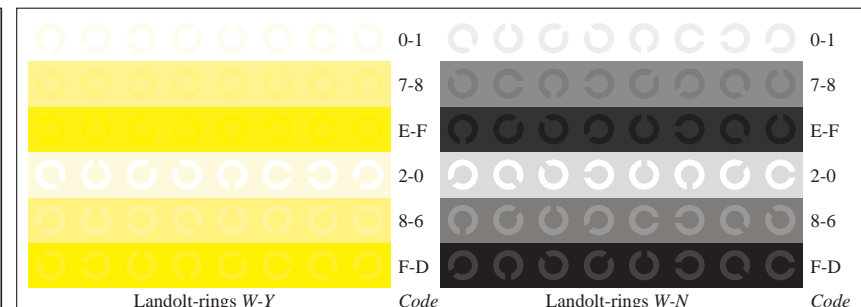 0-1 0-1
7-8 7-8
E-F E-F
2-0 2-0
8-6 8-6
F-D F-D
Landolt-rings W-Y Code Landolt-rings W-N Code